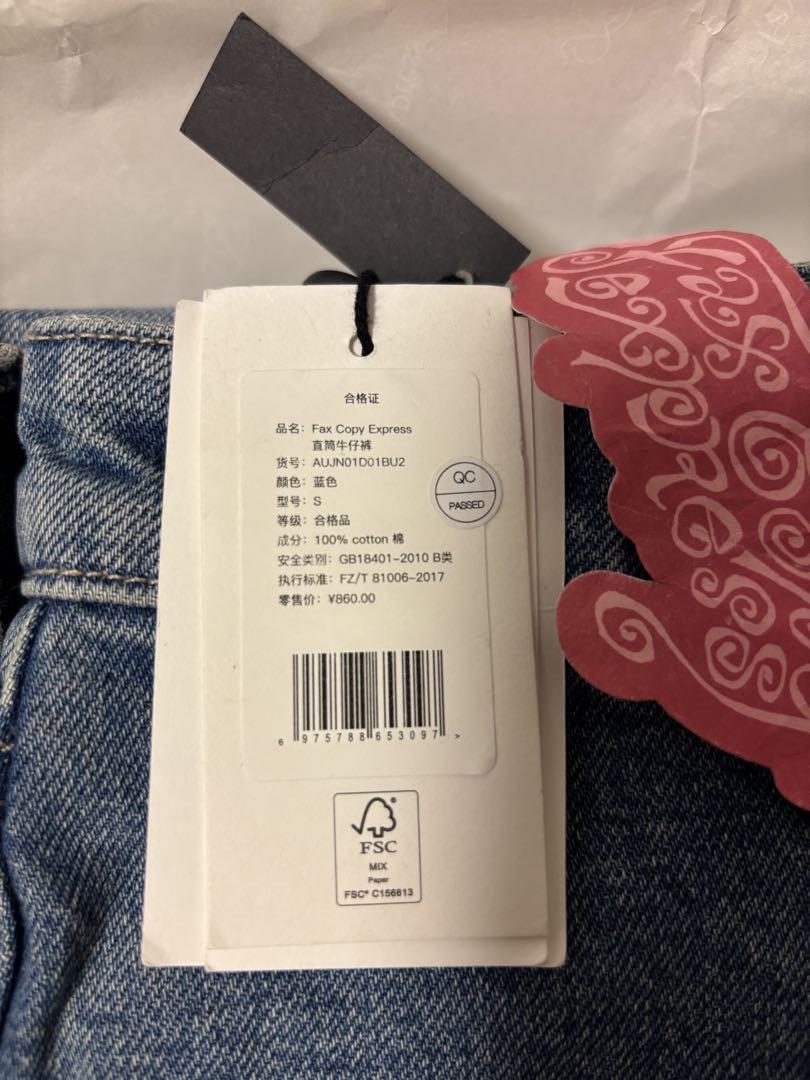 合格证
品名：Fax Copy Express
直筒牛仔裤
货号：AUJN01D01BU2
颜色：蓝色
型号：S
等级：合格品
成分：100% cotton 棉
安全类别：GB18401-2010 B类
执行标准：FZ/T 81006-2017
零售价：¥860.00
QC
PASSED
6 975788 653097 >
FSC®
MIX
Paper
FSC® C156813